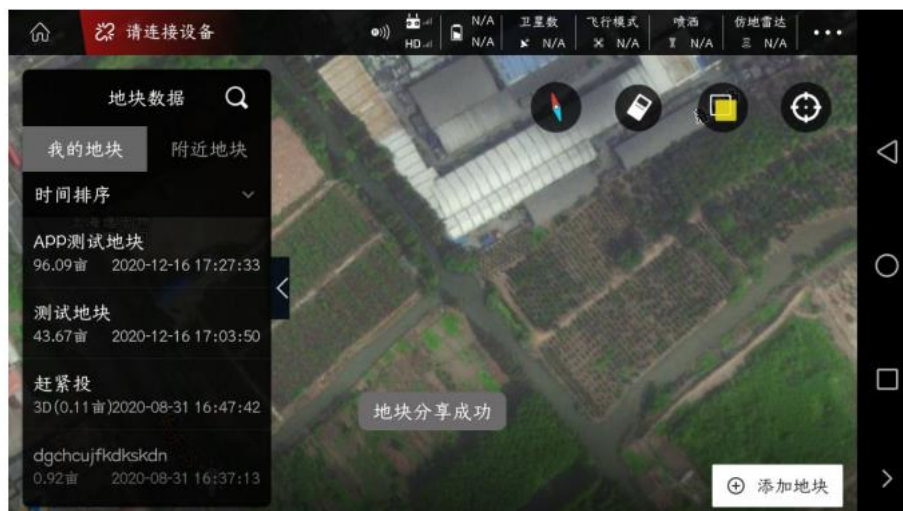 请连接设备
HD
N/A
N/A
卫星数
N/A
飞行模式
N/A
喷洒
N/A
仿地雷达
N/A
地块数据
我的地块 附近地块
时间排序
APP测试地块
96.09亩 2020-12-16 17:27:33
测试地块
43.67亩 2020-12-16 17:03:50
赶紧投
3D(0.11亩)2020-08-31 16:47:42
dgchcujfkdkskdn
0.92亩 2020-08-31 16:37:13
地块分享成功
添加地块